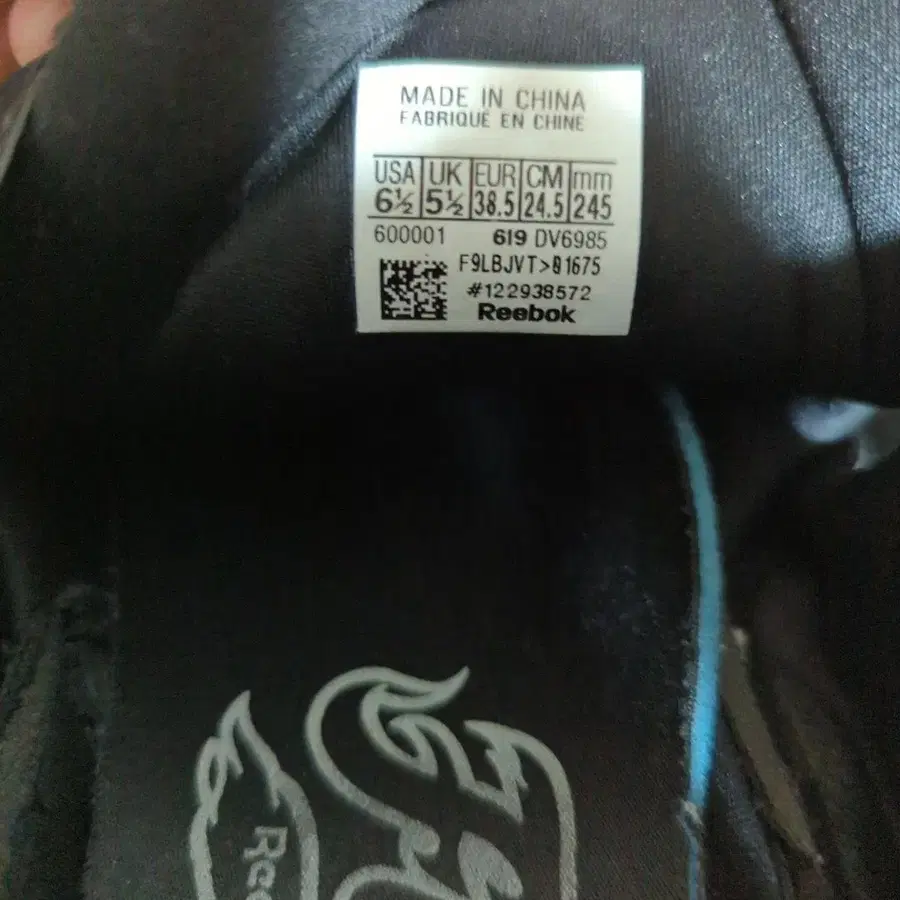 MADE IN CHINA
FABRIQUÉ EN CHINE
USA UK EUR CM mm
6½ 5½ 38.5 24.5 245
600001 619 DV6985
F9LBJVT>01675
#122938572
Reebok